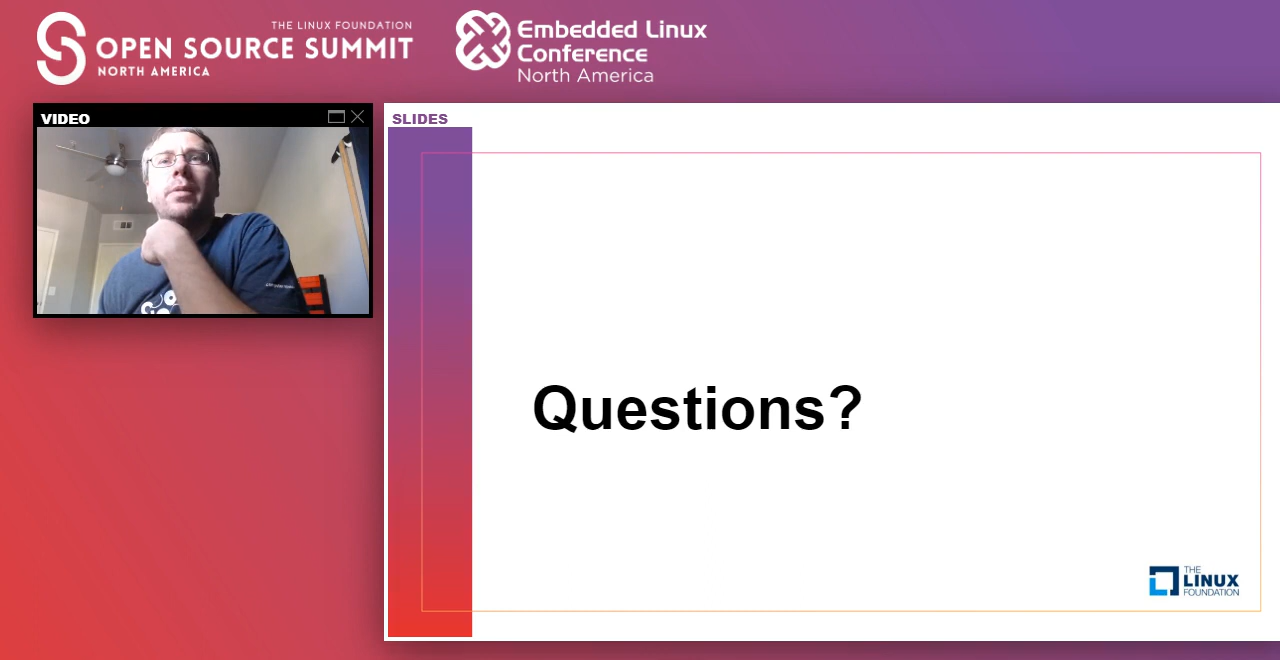 THE LINUX FOUNDATION
OPEN SOURCE SUMMIT
NORTH AMERICA
Embedded Linux
Conference
North America
VIDEO
SLIDES
Questions?
THE
LINUX
FOUNDATION